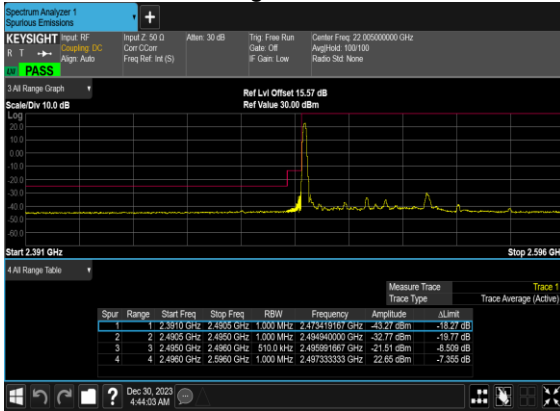 Spectrum Analyzer 1
Spurious Emissions
KEYSIGHT Input: RF Input Z: 50 Ω Atten: 30 dB Trig: Free Run Center Freq: 22.005000000 GHz
R T Coupling: DC Corr CCorr Gate: Off Avg|Hold: 100/100
Align: Auto Freq Ref: Int (S) IF Gain: Low Radio Std: None
PASS
3 All Range Graph Ref Lvl Offset 15.57 dB
Scale/Div 10.0 dB Ref Value 30.00 dBm
Log
20.0
10.0
0.00
-10.0
-20.0
-30.0
-40.0
-50.0
-60.0
Start 2.391 GHz Stop 2.596 GH
4 All Range Table
Measure Trace Trace 1
Trace Type Trace Average (Active)
Spur Range Start Freq Stop Freq RBW Frequency Amplitude ΔLimit
1 1 2.3910 GHz 2.4905 GHz 1.000 MHz 2.473419167 GHz -43.27 dBm -18.27 dB
2 2 2.4905 GHz 2.4950 GHz 1.000 MHz 2.494940000 GHz -32.77 dBm -19.77 dB
3 3 2.4950 GHz 2.4960 GHz 510.0 kHz 2.495991667 GHz -21.51 dBm -8.509 dB
4 4 2.4960 GHz 2.5960 GHz 1.000 MHz 2.497333333 GHz 22.65 dBm -7.355 dB
Dec 30, 2023
4:44:03 AM